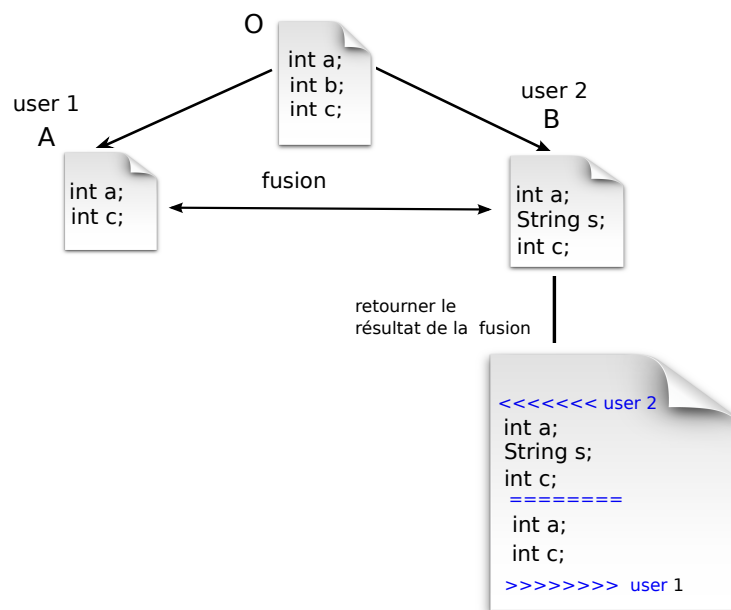 O
int a;
int b;
int c;
user 1
A
int a;
int c;
user 2
B
int a;
String s;
int c;
fusion
retourner le
résultat de la fusion
<<<<<<< user 2
int a;
String s;
int c;
========
int a;
int c;
>>>>>>>> user 1